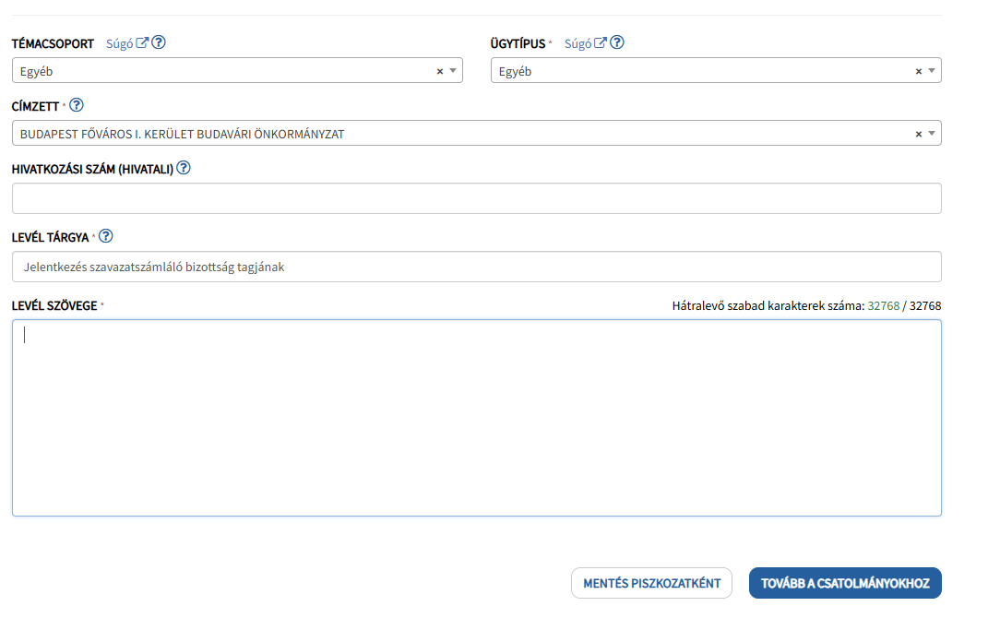 TÉMACSOPORT Súgó ÜGYTÍPUS * Súgó
Egyéb × Egyéb ×
CÍMZETT *
BUDAPEST FŐVÁROS I. KERÜLET BUDAVÁRI ÖNKORMÁNYZAT ×
HIVATKOZÁSI SZÁM (HIVATALI)
LEVÉL TÁRGYA *
Jelentkezés szavazatszámláló bizottság tagjának
LEVÉL SZÖVEGE * Hátralevő szabad karakterek száma: 32768 / 32768
MENTÉS PISZKOZATKÉNT TOVÁBB A CSATOLMÁNYOKHOZ